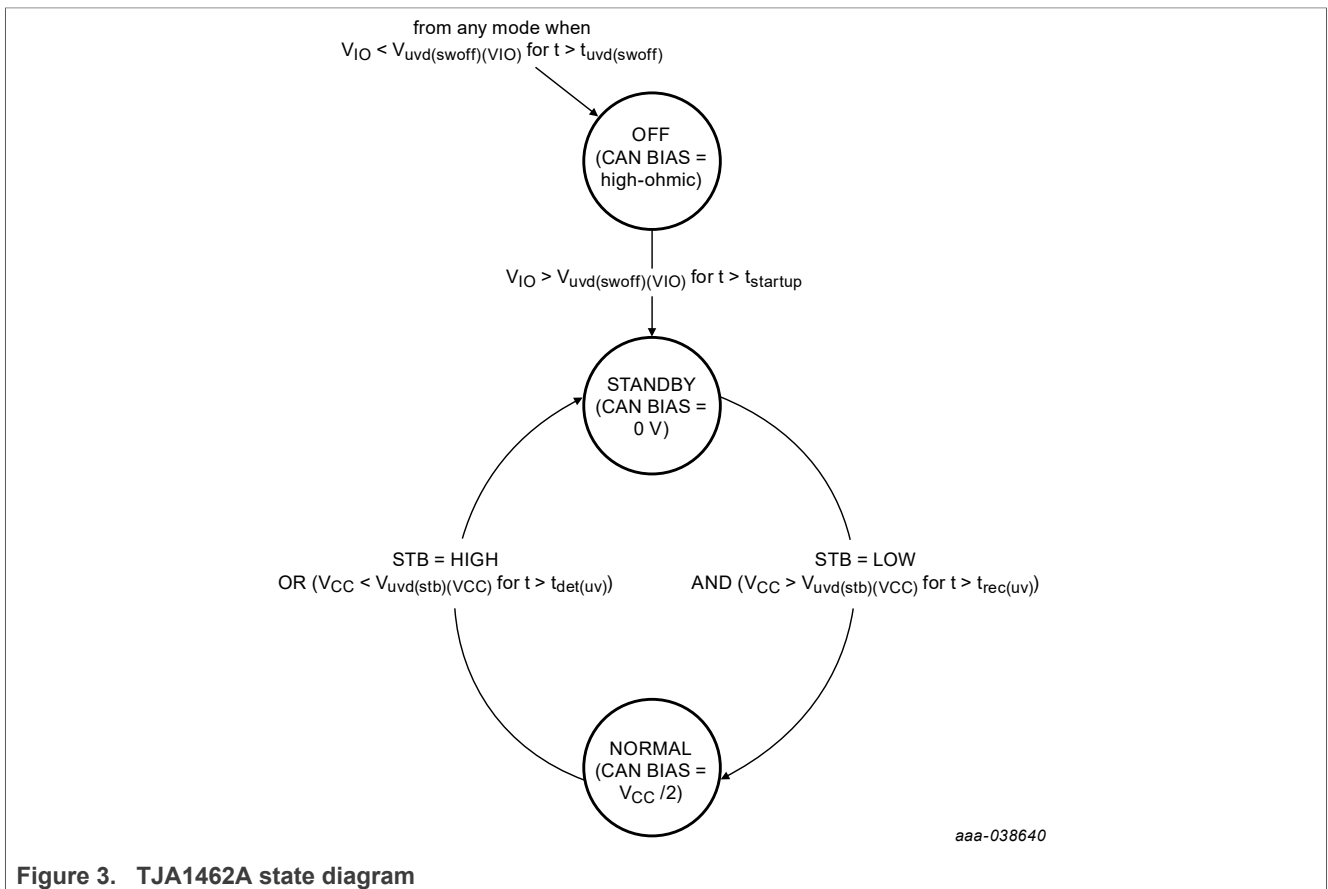 from any mode when
VIO < Vuvd(swoff)(VIO) for t > tuvd(swoff)
OFF
(CAN BIAS =
high-ohmic)
VIO > Vuvd(swoff)(VIO) for t > tstartup
STANDBY
(CAN BIAS =
0 V)
STB = HIGH
OR (VCC < Vuvd(stb)(VCC) for t > tdet(uv))
STB = LOW
AND (VCC > Vuvd(stb)(VCC) for t > trec(uv))
NORMAL
(CAN BIAS =
VCC /2)
aaa-038640
Figure 3. TJA1462A state diagram